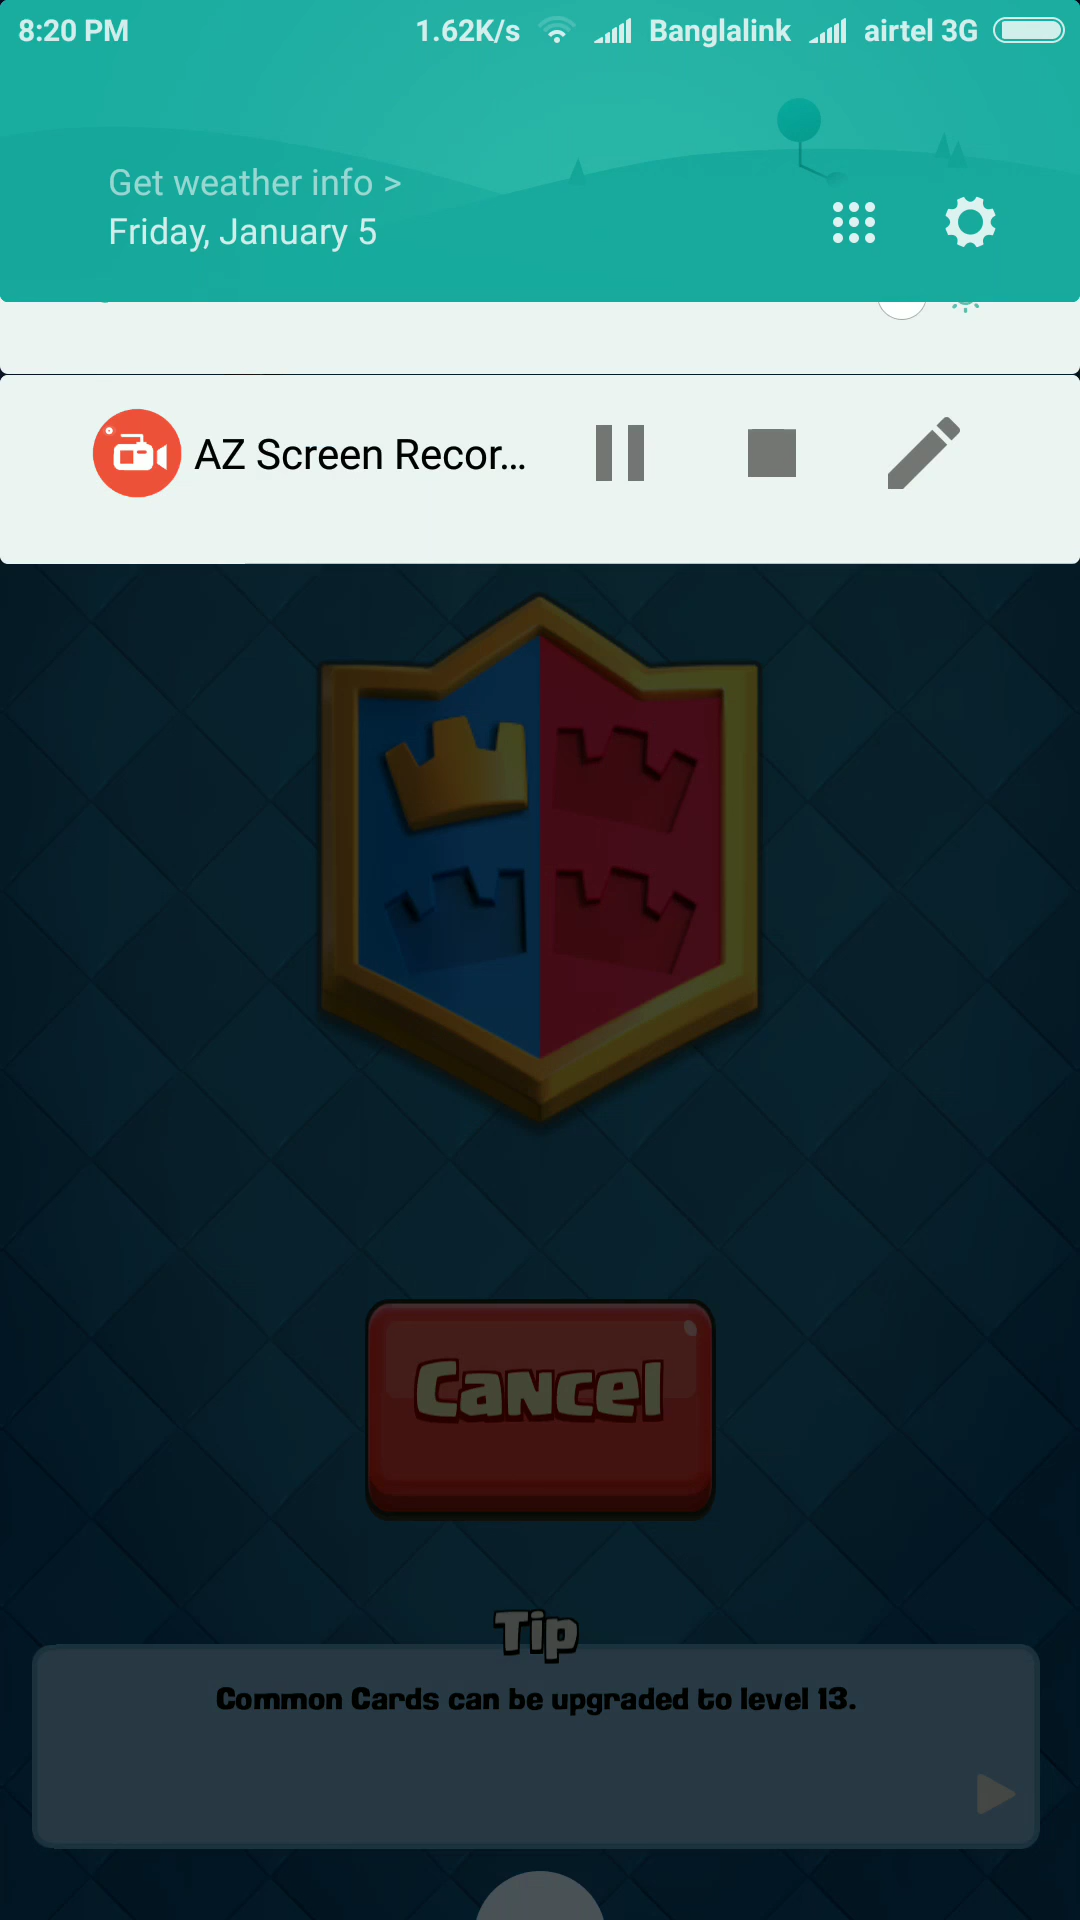 8:20 PM 1.62K/s Banglalink airtel 3G
Get weather info >
Friday, January 5
AZ Screen Recor...
Cancel
Tip
Common Cards can be upgraded to level 13.